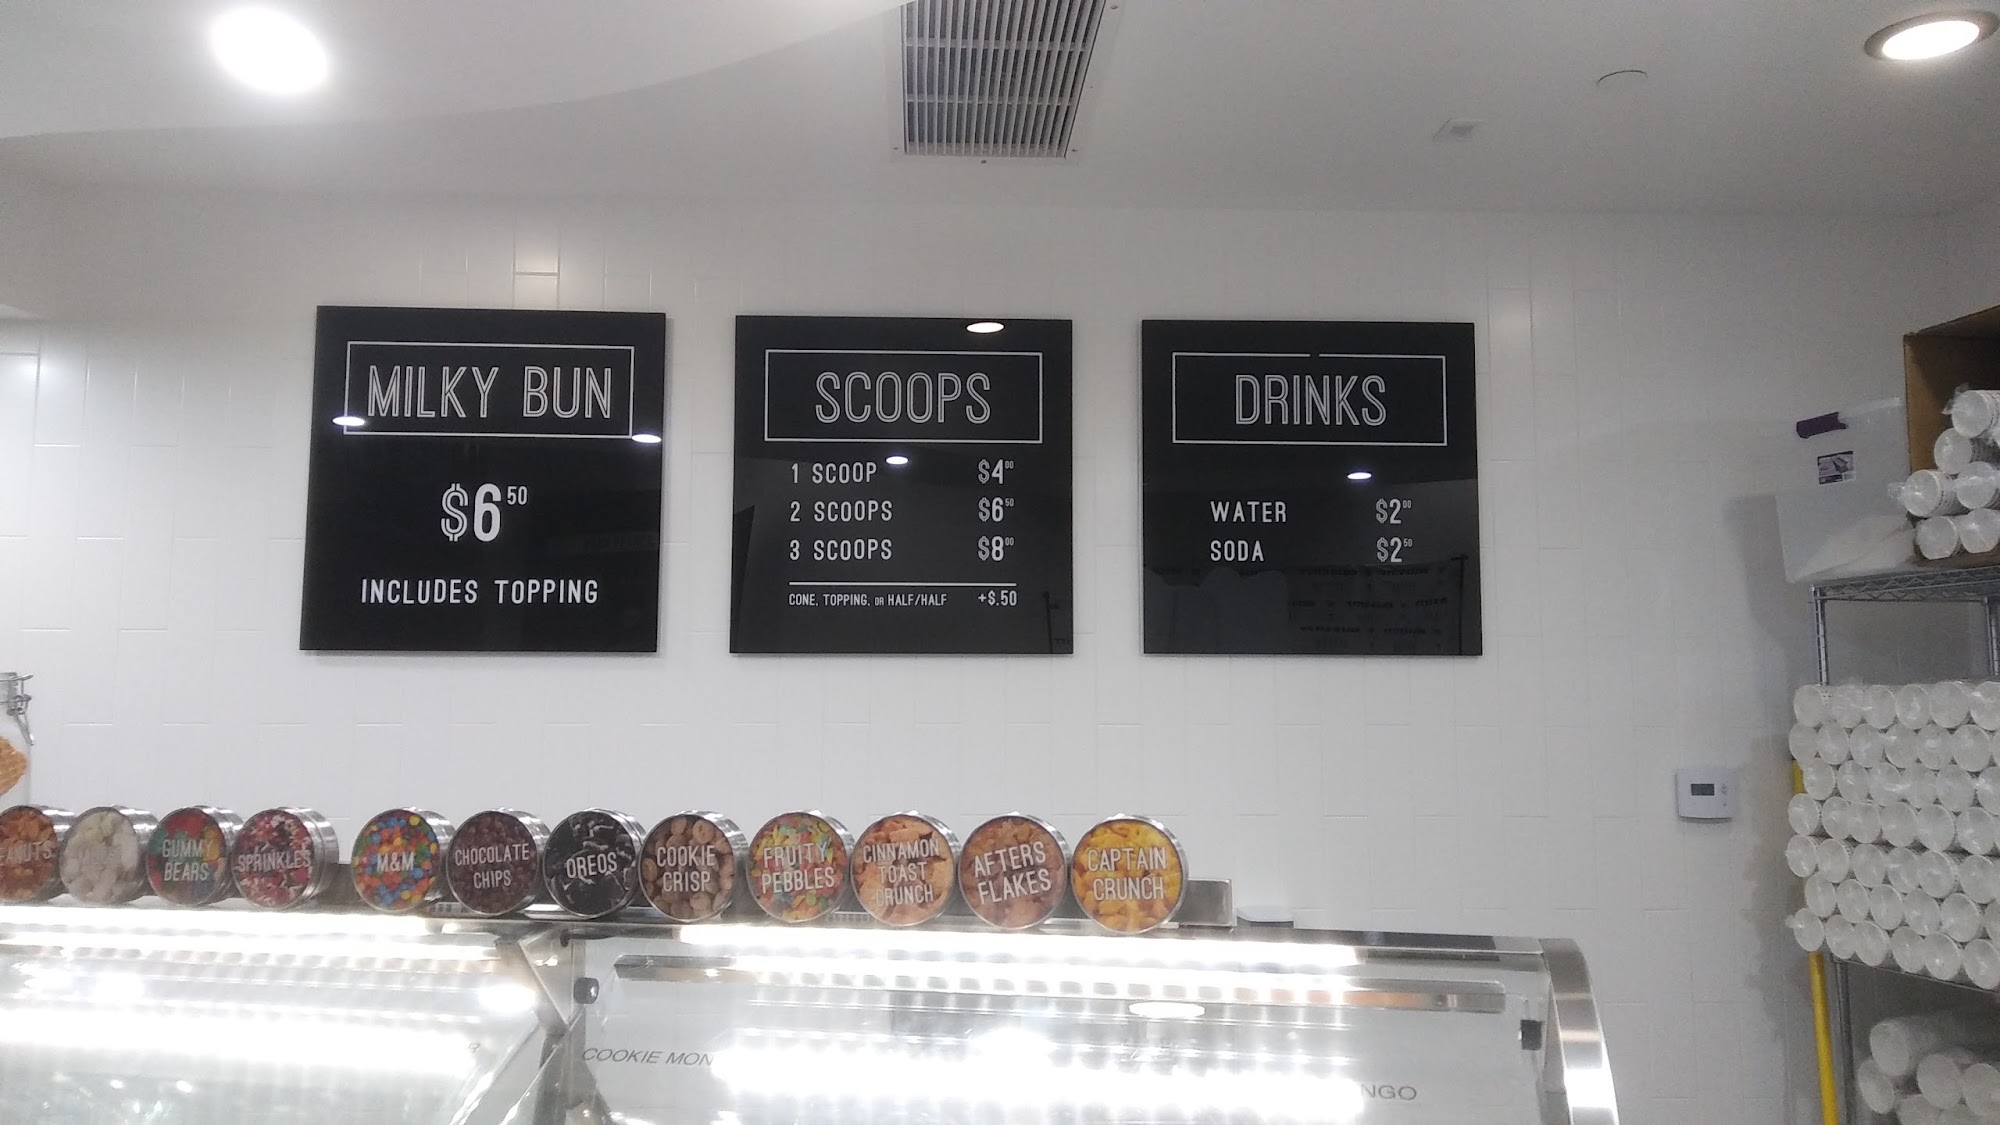 MILKY BUN
$6.50
INCLUDES TOPPING
SCOOPS
1 SCOOP $4.00
2 SCOOPS $6.50
3 SCOOPS $8.00
CONE, TOPPING, OR HALF/HALF +$.50
DRINKS
WATER $2.00
SODA $2.50
GUMMY
BEARS
SPRINKLES
M&M
CHOCOLATE
CHIPS
OREOS
COOKIE
CRISP
FRUITY
PEBBLES
CINNAMON
TOAST
CRUNCH
AFTERS
FLAKES
CAPTAIN
CRUNCH
COOKIE MON
NGO